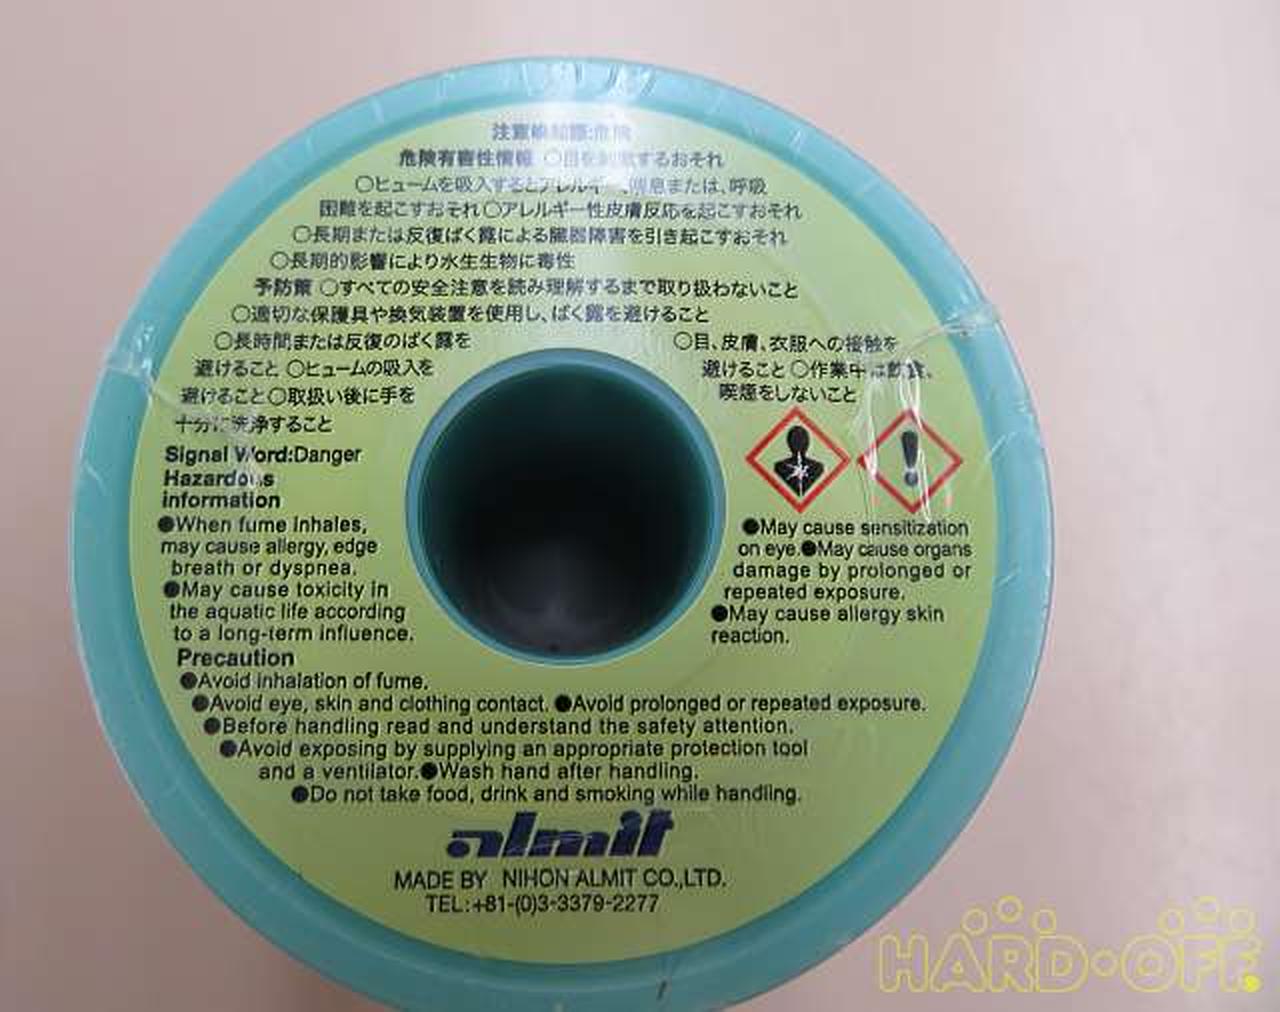 注意喚起語:危険
危険有害性情報 ○目を刺激するおそれ
○ヒュームを吸入するとアレルギー、喘息または、呼吸
困難を起こすおそれ○アレルギー性皮膚反応を起こすおそれ
○長期または反復ばく露による臓器障害を引き起こすおそれ
○長期的影響により水生生物に毒性
予防策 ○すべての安全注意を読み理解するまで取り扱わないこと
○適切な保護具や換気装置を使用し、ばく露を避けること
○長時間または反復のばく露を
避けること ○ヒュームの吸入を
避けること○取扱い後に手を
十分に洗浄すること
○目、皮膚、衣服への接触を
避けること ○作業中は飲食、
喫煙をしないこと
Signal Word:Danger
Hazardous
information
●When fume inhales,
may cause allergy, edge
breath or dyspnea.
●May cause toxicity in
the aquatic life according
to a long-term influence.
●May cause sensitization
on eye.●May cause organs
damage by prolonged or
repeated exposure.
●May cause allergy skin
reaction.
Precaution
●Avoid inhalation of fume.
●Avoid eye, skin and clothing contact. ●Avoid prolonged or repeated exposure.
●Before handling read and understand the safety attention.
●Avoid exposing by supplying an appropriate protection tool
and a ventilator.●Wash hand after handling.
●Do not take food, drink and smoking while handling.
almit
MADE BY NIHON ALMIT CO.,LTD.
TEL:+81-(0)3-3379-2277
HARD·OFF